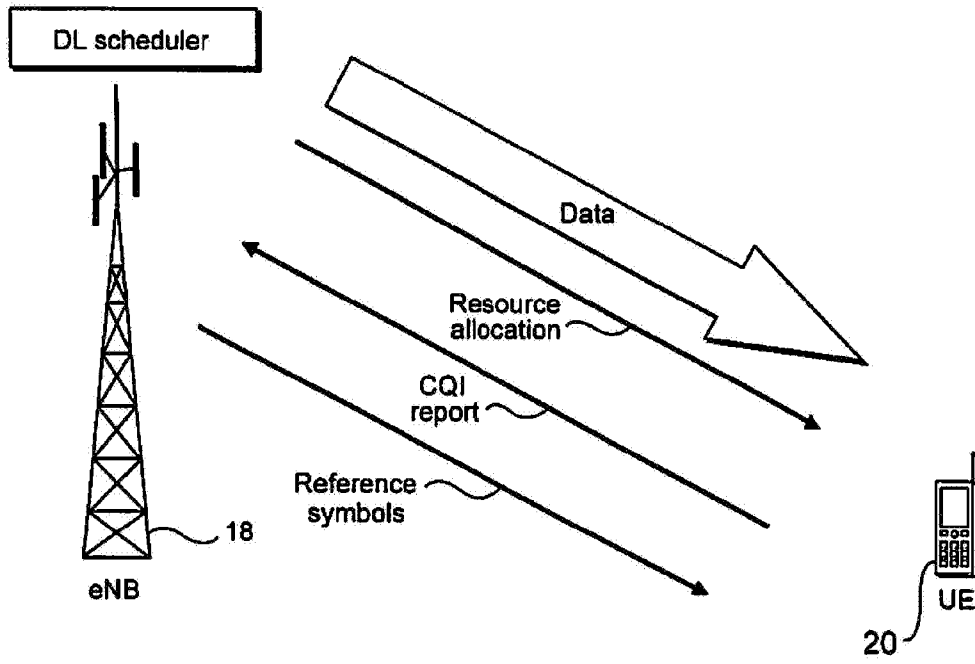 DL scheduler
Data
Resource
allocation
CQI
report
Reference
symbols
18
eNB
UE
20